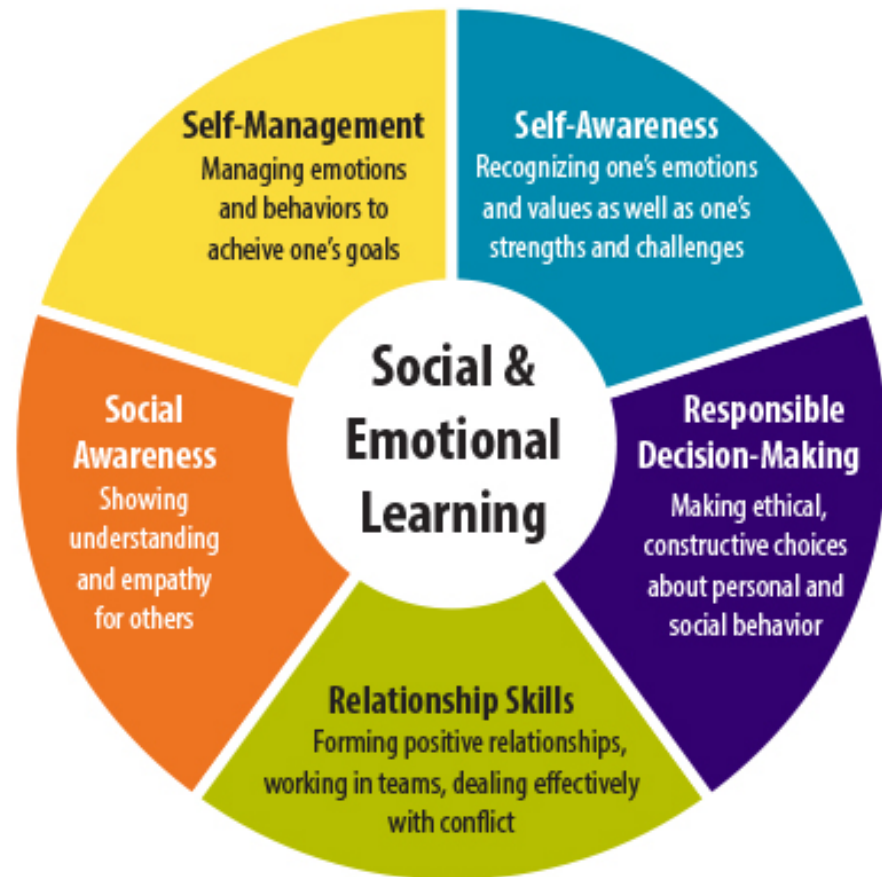 Self-Management
Managing emotions
and behaviors to
acheive one's goals
Self-Awareness
Recognizing one's emotions
and values as well as one's
strengths and challenges
Social &
Emotional
Learning
Social
Awareness
Showing
understanding
and empathy
for others
Responsible
Decision-Making
Making ethical,
constructive choices
about personal and
social behavior
Relationship Skills
Forming positive relationships,
working in teams, dealing effectively
with conflict